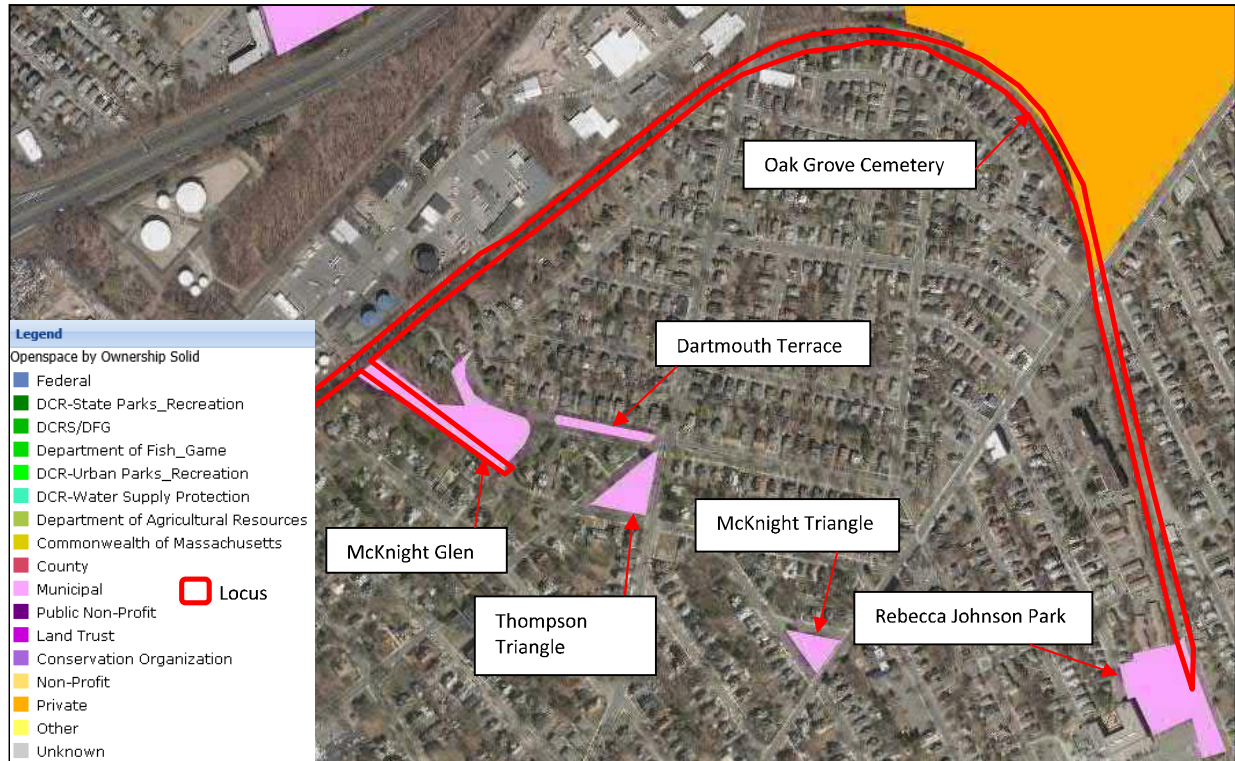 Oak Grove Cemetery
Dartmouth Terrace
McKnight Glen
McKnight Triangle
Thompson
Triangle
Rebecca Johnson Park
Legend
Openspace by Ownership Solid
Federal
DCR-State Parks_Recreation
DCRS/DFG
Department of Fish_Game
DCR-Urban Parks_Recreation
DCR-Water Supply Protection
Department of Agricultural Resources
Commonwealth of Massachusetts
County
Municipal
Locus
Public Non-Profit
Land Trust
Conservation Organization
Non-Profit
Private
Other
Unknown